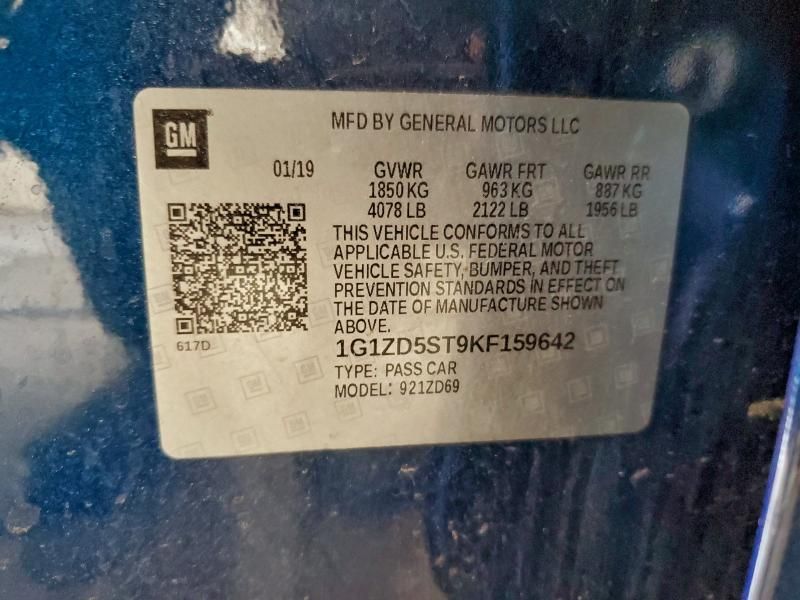 GM
MFD BY GENERAL MOTORS LLC
01/19 GVWR GAWR FRT GAWR RR
1850 KG 963 KG 887 KG
4078 LB 2122 LB 1956 LB
THIS VEHICLE CONFORMS TO ALL
APPLICABLE U.S. FEDERAL MOTOR
VEHICLE SAFETY, BUMPER, AND THEFT
PREVENTION STANDARDS IN EFFECT ON
THE DATE OF MANUFACTURE SHOWN
ABOVE.
617D
1G1ZD5ST9KF159642
TYPE: PASS CAR
MODEL: 921ZD69